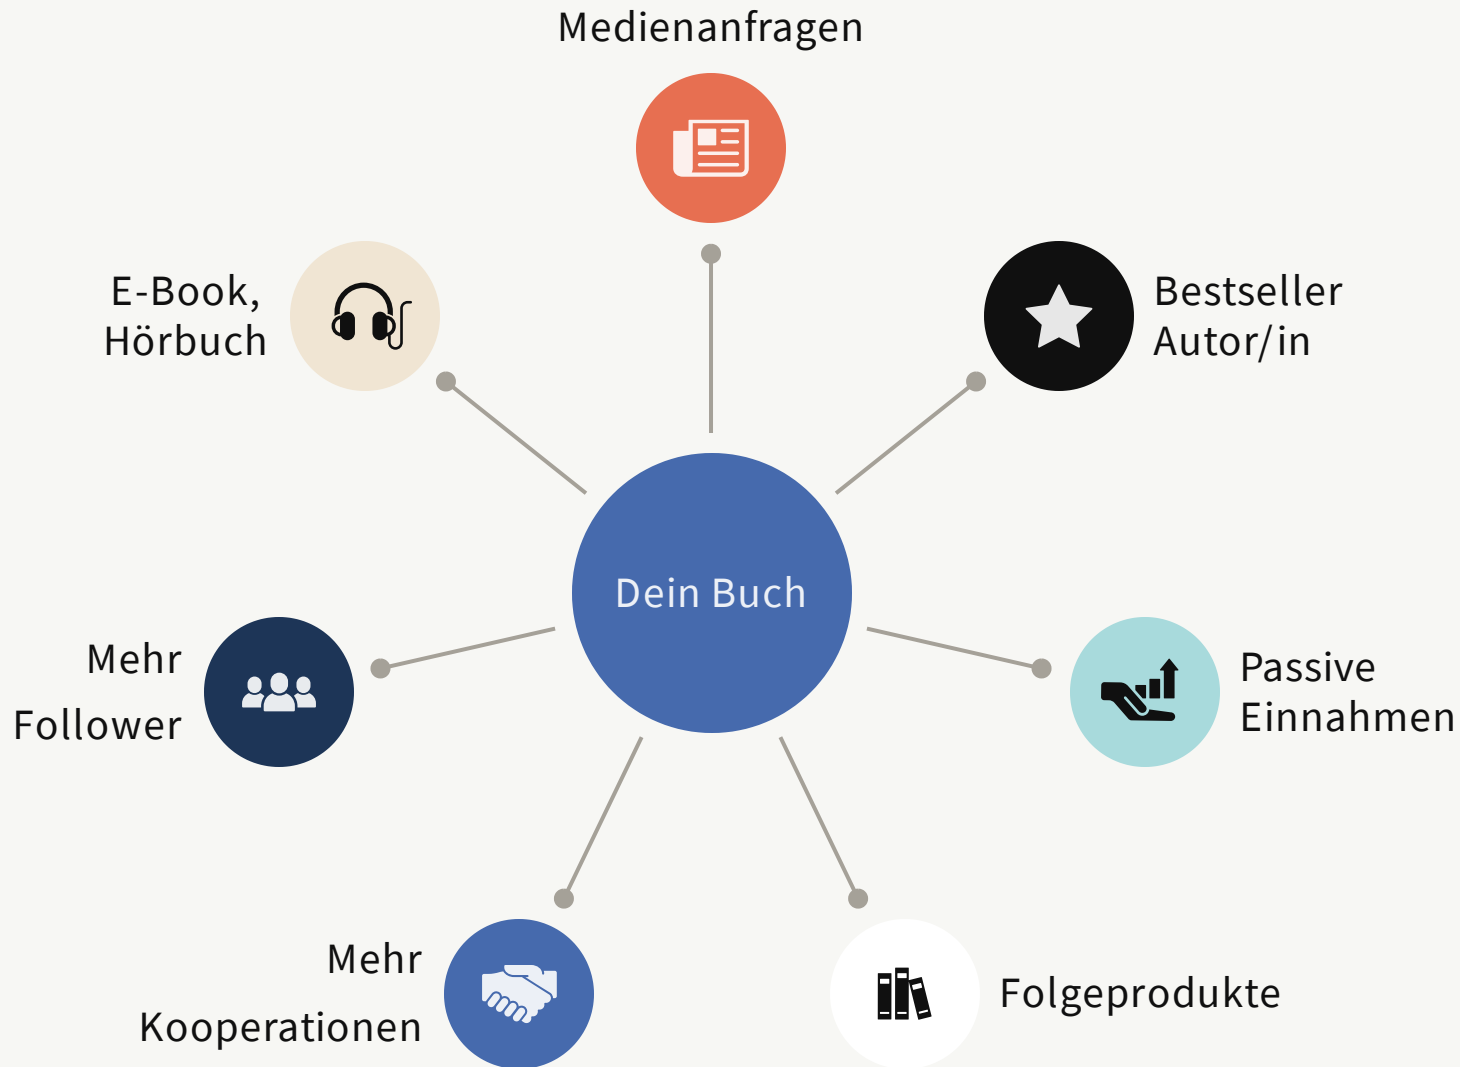 Medienanfragen
E-Book,
Hörbuch
Bestseller
Autor/in
Dein Buch
Mehr
Follower
Passive
Einnahmen
Mehr
Kooperationen
Folgeprodukte